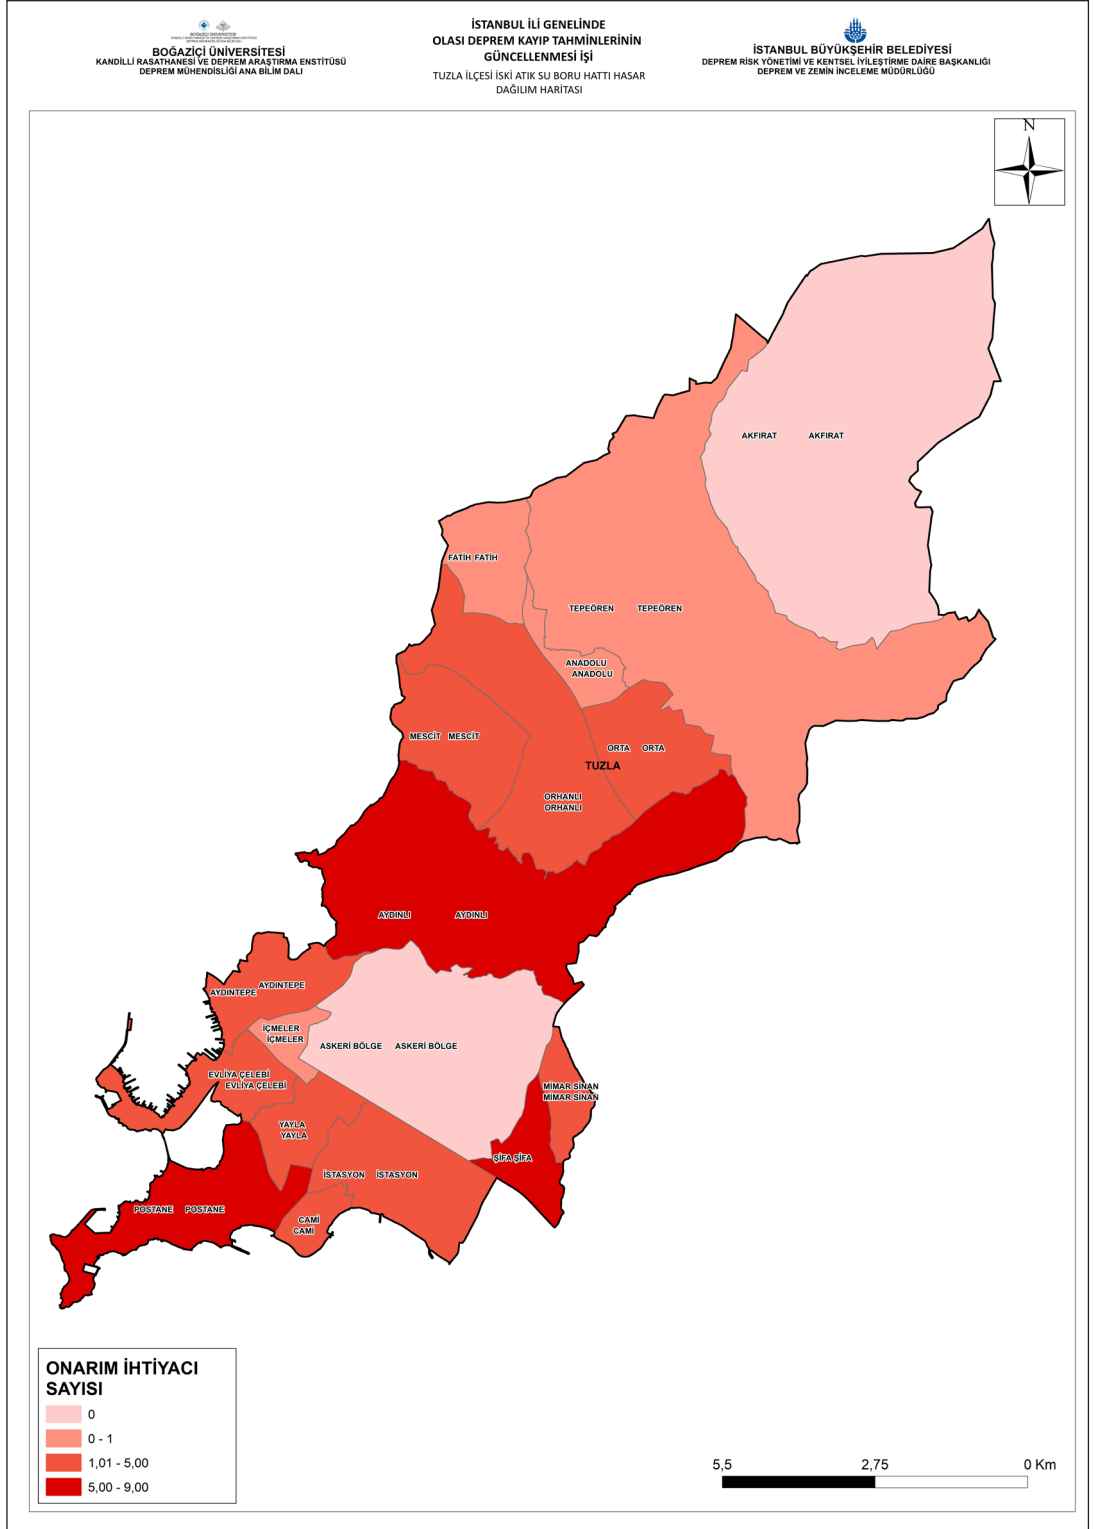 BOĞAZİÇİ ÜNİVERSİTESİ
KANDİLLİ RASATHANESİ VE DEPREM ARAŞTIRMA ENSTİTÜSÜ
DEPREM MÜHENDİSLİĞİ ANA BİLİM DALI
İSTANBUL İLİ GENELİNDE
OLASI DEPREM KAYIP TAHMİNLERİNİN
GÜNCELLENMESİ İŞİ
TUZLA İLÇESİ İSKİ ATIK SU BORU HATTI HASAR
DAĞILIM HARİTASI
İSTANBUL BÜYÜKŞEHİR BELEDİYESİ
DEPREM RİSK YÖNETİMİ VE KENTSEL İYİLEŞTİRME DAİRE BAŞKANLIĞI
DEPREM VE ZEMİN İNCELEME MÜDÜRLÜĞÜ
N
AKFIRAT AKFIRAT
FATİH FATİH
TEPEÖREN TEPEÖREN
ANADOLU
ANADOLU
MESCİT MESCİT
ORTA ORTA
TUZLA
ORHANLI
ORHANLI
AYDINLI AYDINLI
AYDINTEPE AYDINTEPE
İÇMELER
İÇMELER
ASKERİ BÖLGE ASKERİ BÖLGE
EVLİYA ÇELEBİ
EVLİYA ÇELEBİ
MİMAR SİNAN
MİMAR SİNAN
YAYLA
YAYLA
ŞİFA ŞİFA
İSTASYON İSTASYON
POSTANE POSTANE
CAMİ
CAMİ
ONARIM İHTİYACI
SAYISI
0
0 - 1
1,01 - 5,00
5,00 - 9,00
5,5 2,75 0 Km